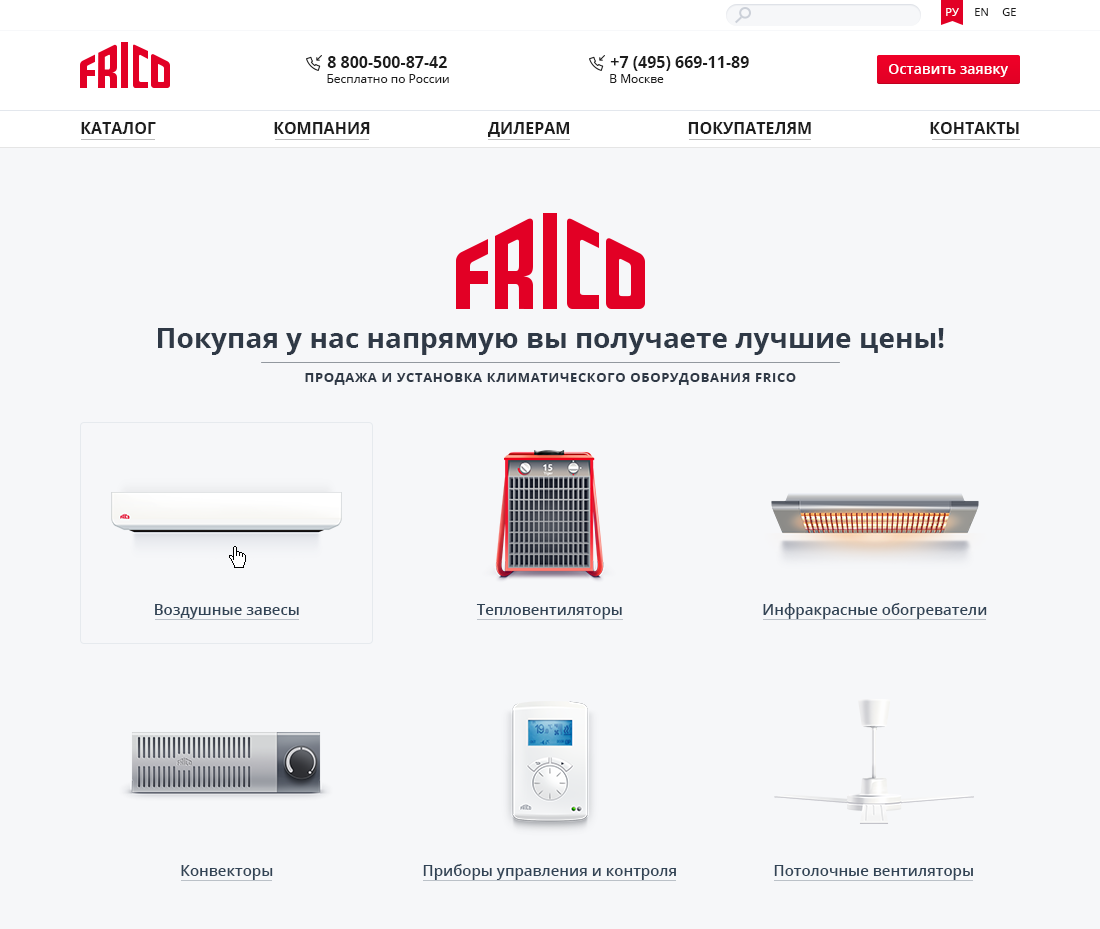 РУ EN GE
FRICO
8 800-500-87-42
Бесплатно по России
+7 (495) 669-11-89
В Москве
Оставить заявку
КАТАЛОГ КОМПАНИЯ ДИЛЕРАМ ПОКУПАТЕЛЯМ КОНТАКТЫ
FRICO
Покупая у нас напрямую вы получаете лучшие цены!
ПРОДАЖА И УСТАНОВКА КЛИМАТИЧЕСКОГО ОБОРУДОВАНИЯ FRICO
FRICO
15
Воздушные завесы
Тепловентиляторы
Инфракрасные обогреватели
FRICO
Конвекторы
Приборы управления и контроля
Потолочные вентиляторы